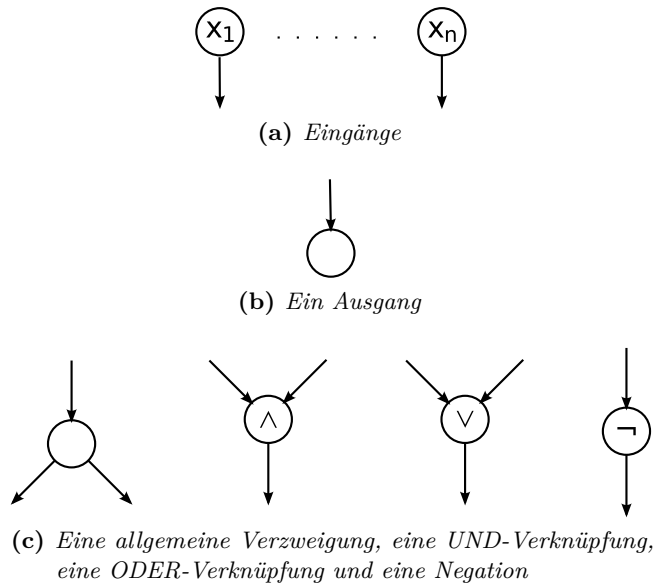 x₁ . . . . . . xₙ
(a) Eingänge
(b) Ein Ausgang
∧ ∨ ¬
(c) Eine allgemeine Verzweigung, eine UND-Verknüpfung,
eine ODER-Verknüpfung und eine Negation